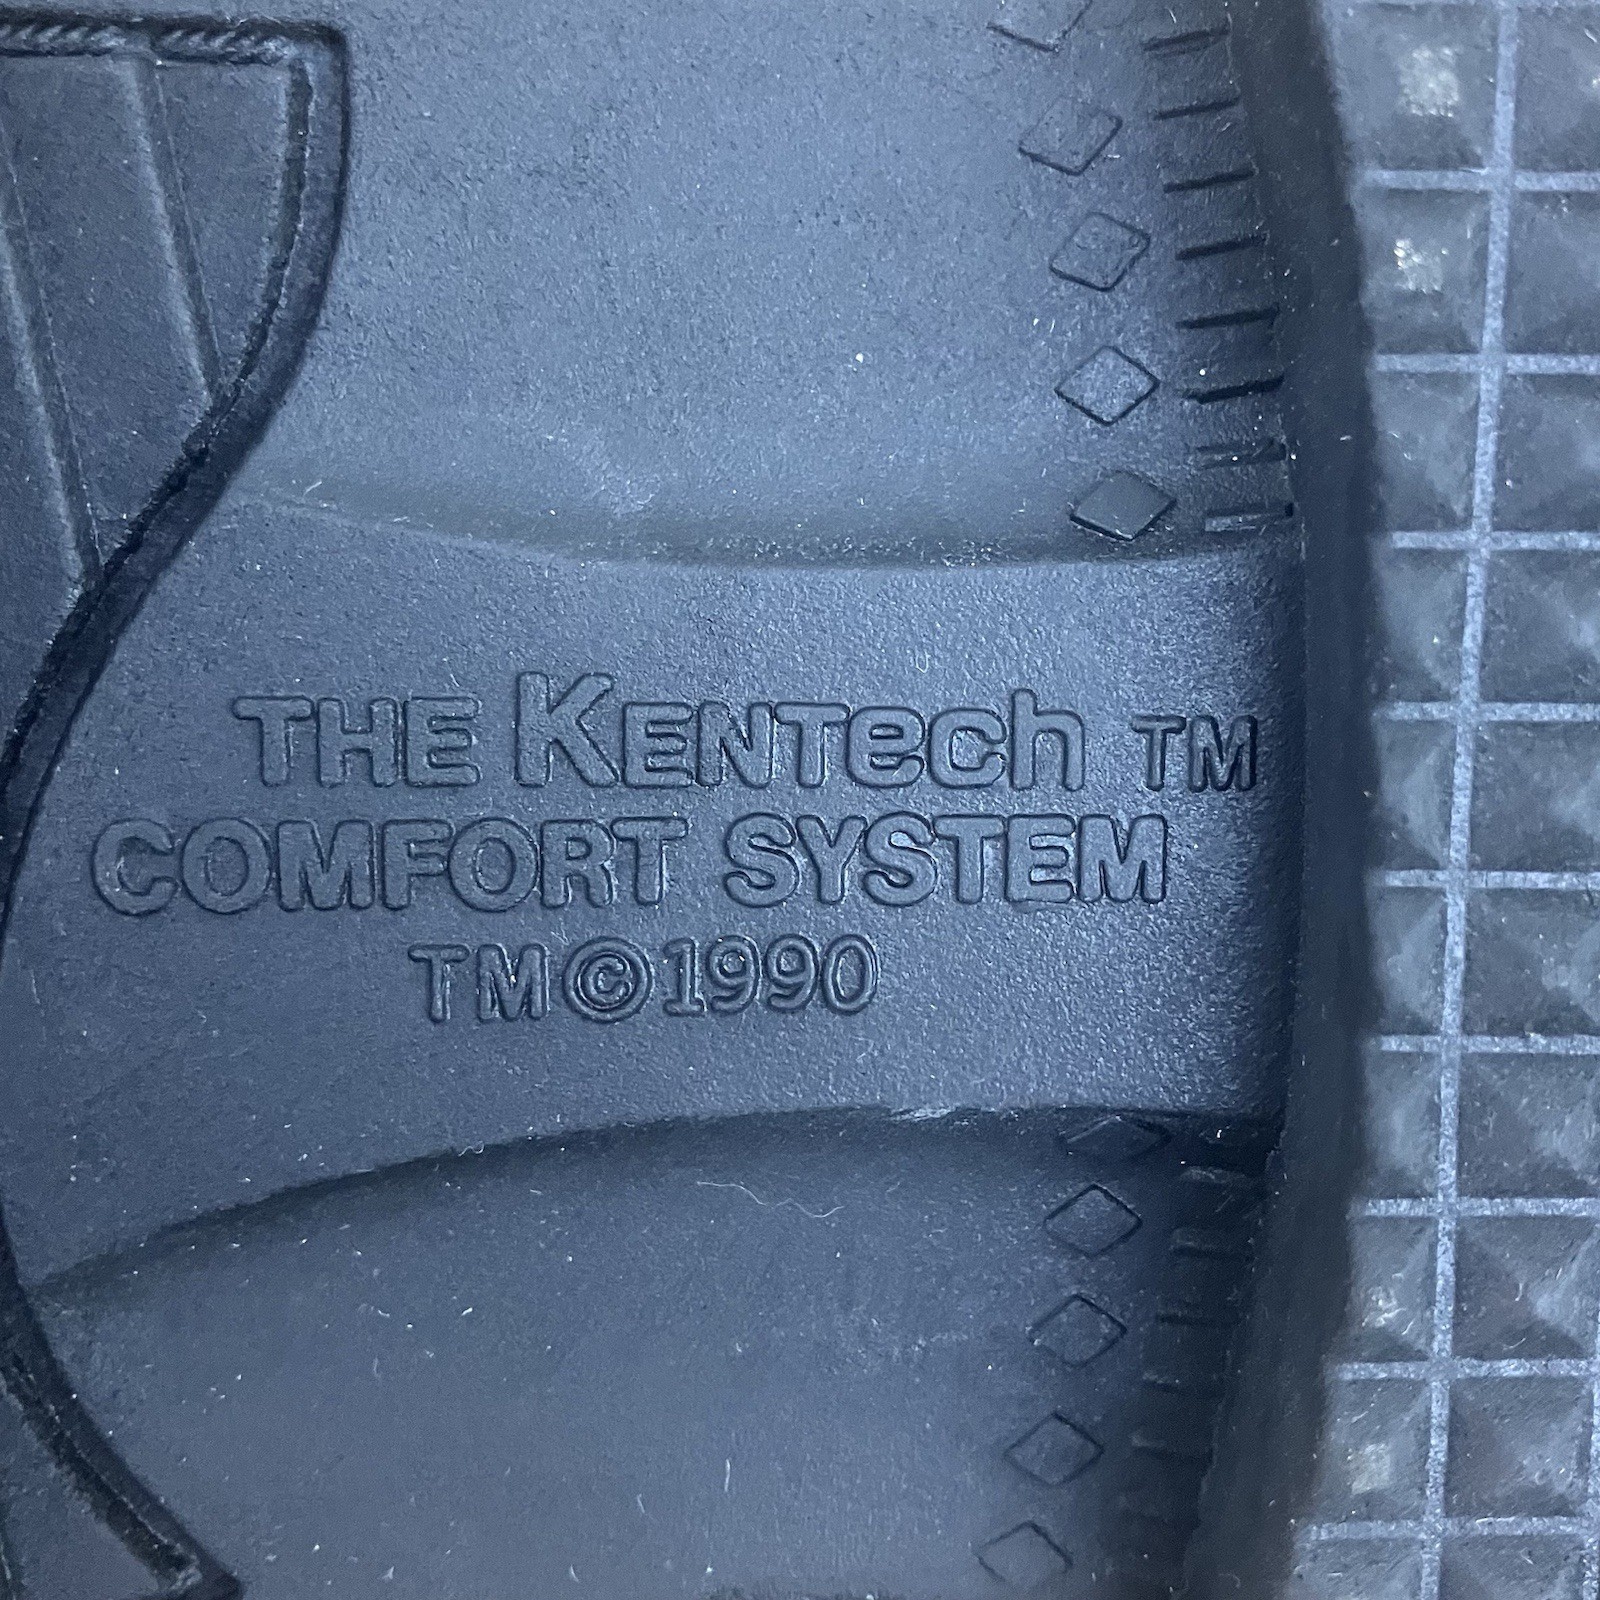 THE KENTech TM
COMFORT SYSTEM
TM©1990